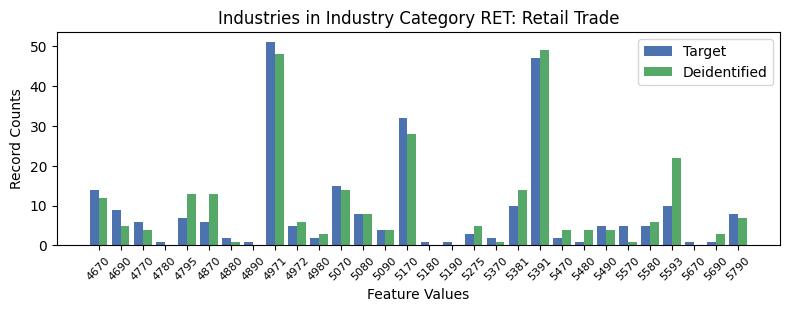 Industries in Industry Category RET: Retail Trade
Target
Deidentified
Record Counts
50
40
30
20
10
0
4670 4690 4770 4780 4795 4870 4880 4890 4971 4972 4980 5070 5080 5090 5170 5180 5190 5275 5370 5381 5391 5470 5480 5490 5570 5580 5593 5670 5690 5790
Feature Values